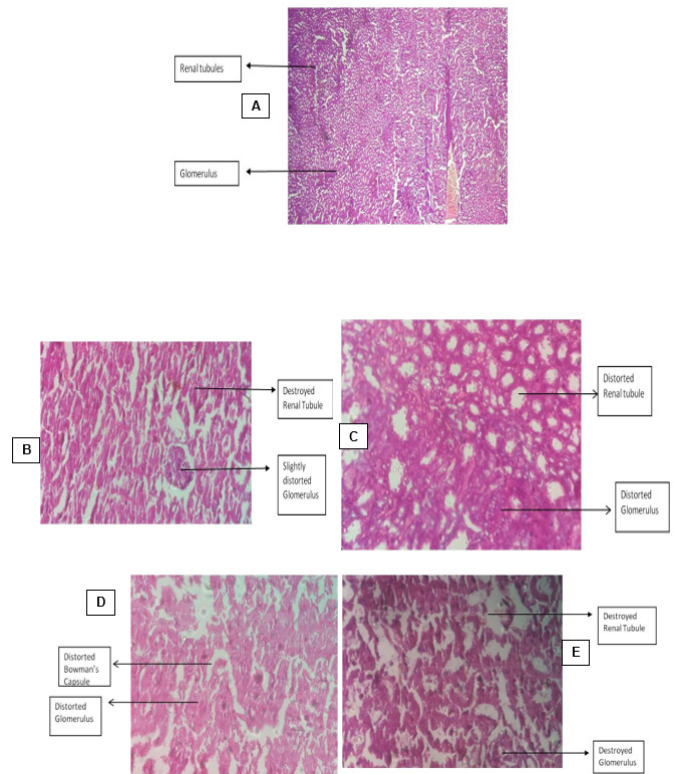 Renal tubules
A
Glomerulus
Destroyed
Renal Tubule
B
Slightly
distorted
Glomerulus
Distorted
Renal tubule
C
Distorted
Glomerulus
D
Distorted
Bowman's
Capsule
Distorted
Glomerulus
Destroyed
Renal Tubule
E
Destroyed
Glomerulus